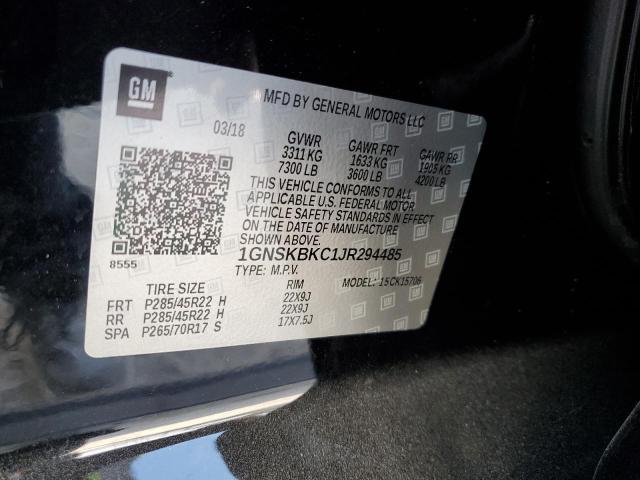 GM
MFD BY GENERAL MOTORS LLC
03/18
GVWR GAWR FRT GAWR RR
3311 KG 1633 KG 1905 KG
7300 LB 3600 LB 4200 LB
THIS VEHICLE CONFORMS TO ALL
APPLICABLE U.S. FEDERAL MOTOR
VEHICLE SAFETY STANDARDS IN EFFECT
ON THE DATE OF MANUFACTURE
SHOWN ABOVE.
8555
1GNSKBKC1JR294485
TYPE: M.P.V. MODEL: 15CK15706
TIRE SIZE RIM
FRT P285/45R22 H 22X9J
RR P285/45R22 H 22X9J
SPA P265/70R17 S 17X7.5J